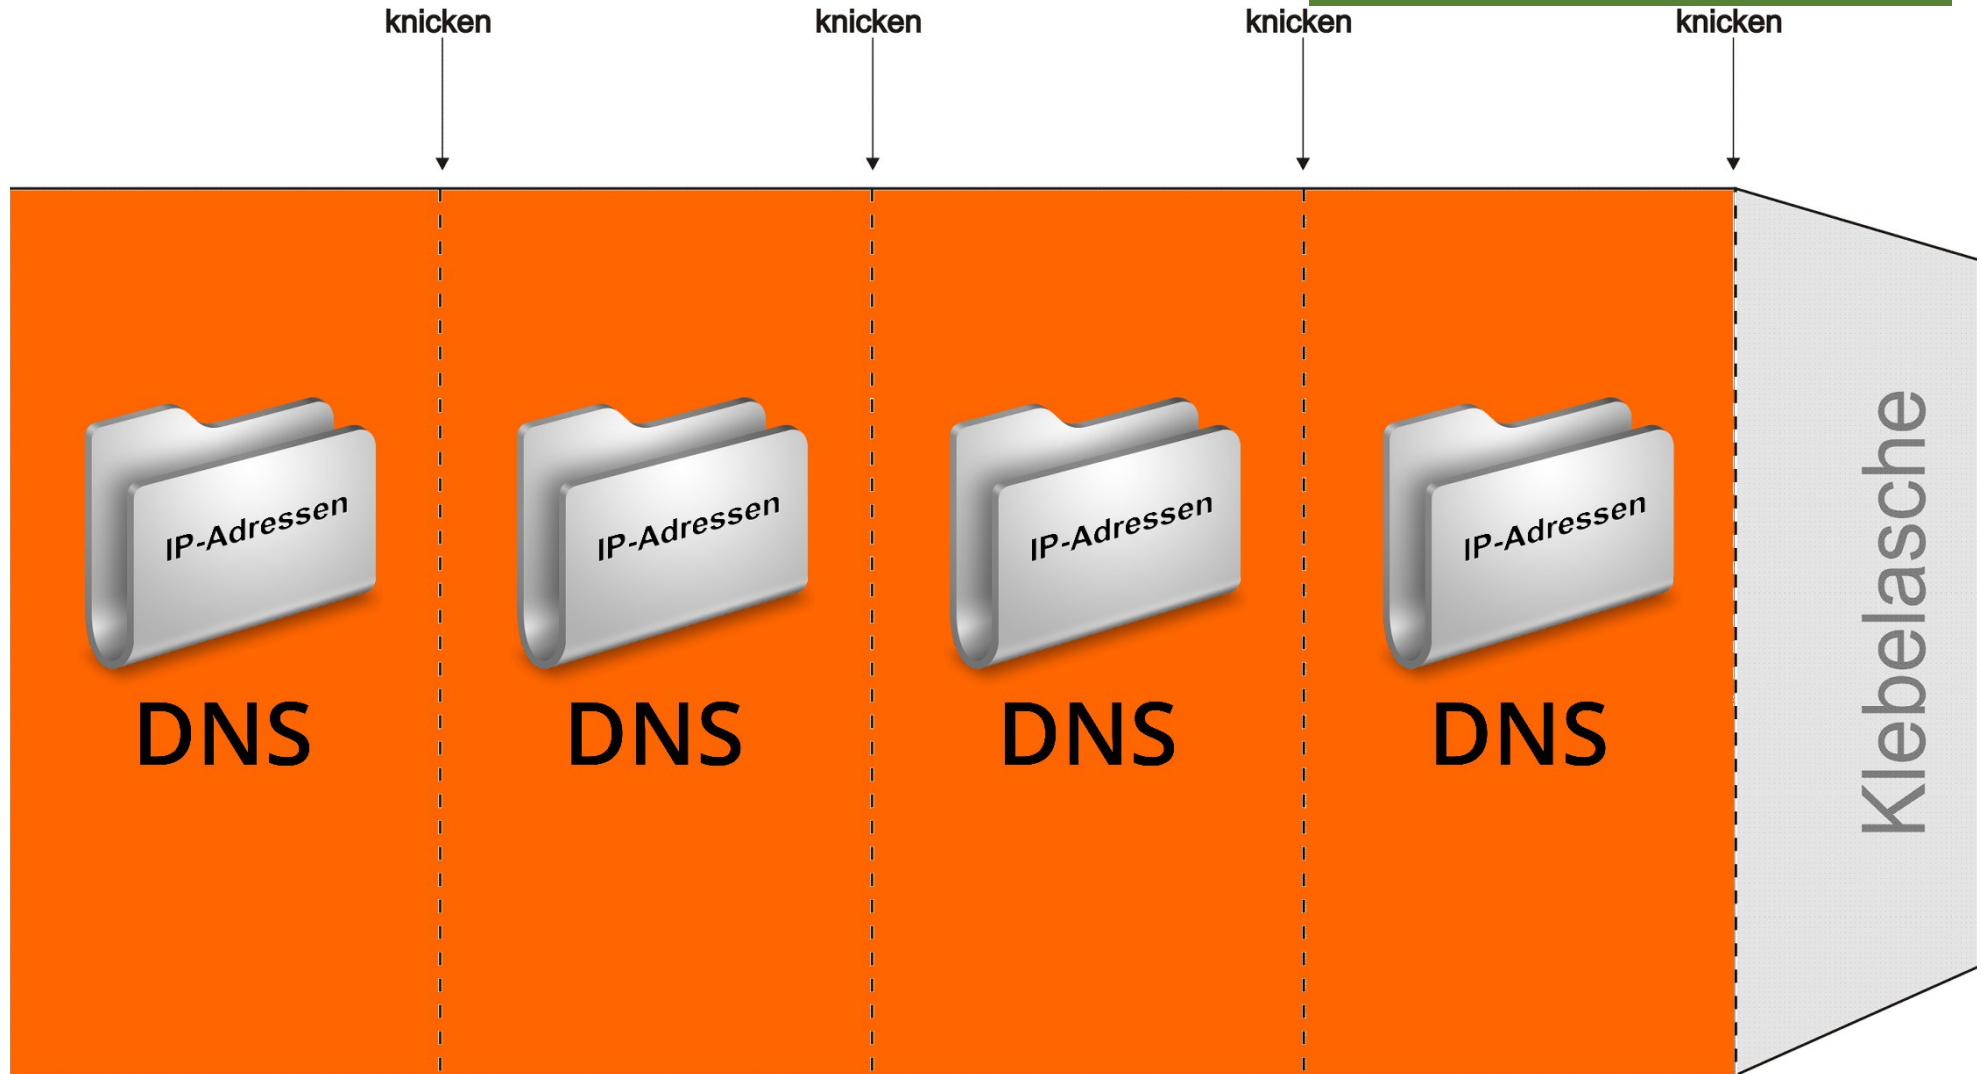 knicken knicken knicken knicken
IP-Adressen IP-Adressen IP-Adressen IP-Adressen
DNS DNS DNS DNS
Klebelasche